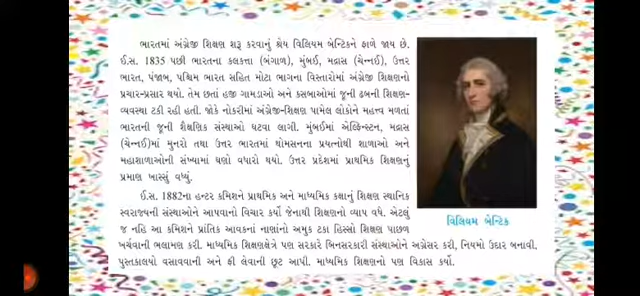 ભારતમાં અંગ્રેજી શિક્ષણ શરૂ કરવાનું શ્રેય વિલિયમ બેન્ટિકને ફાળે જાય છે.
ઈ.સ. 1835 પછી ભારતના કલકત્તા (બંગાળ), મુંબઈ, મદ્રાસ (ચેન્નઈ), ઉત્તર
ભારત, પંજાબ, પશ્ચિમ ભારત સહિત મોટા ભાગના વિસ્તારોમાં અંગ્રેજી શિક્ષણનો
પ્રચાર-પ્રસાર થયો. તેમ છતાં હજી ગામડાઓ અને કસબાઓમાં જૂની ઢબની શિક્ષણ-
વ્યવસ્થા ટકી રહી હતી. જોકે નોકરીમાં અંગ્રેજી-શિક્ષણ પામેલ લોકોને મહત્ત્વ મળતાં
ભારતની જૂની શૈક્ષણિક સંસ્થાઓ ઘટવા લાગી. મુંબઈમાં એલ્ફિન્સ્ટન, મદ્રાસ
(ચેન્નઈ)માં મુનરો તથા ઉત્તર ભારતમાં થોમસનના પ્રયત્નોથી શાળાઓ અને
મહાશાળાઓની સંખ્યામાં ઘણો વધારો થયો. ઉત્તર પ્રદેશમાં પ્રાથમિક શિક્ષણનું
પ્રમાણ ખાસ્સું વધ્યું.
ઈ.સ. 1882ના હન્ટર કમિશને પ્રાથમિક અને માધ્યમિક કક્ષાનું શિક્ષણ સ્થાનિક
સ્વરાજ્યની સંસ્થાઓને આપવાનો વિચાર કર્યો જેનાથી શિક્ષણનો વ્યાપ વધે. એટલું
જ નહિ આ કમિશને પ્રાંતિક આવકનાં નાણાંનો અમુક ટકા હિસ્સો શિક્ષણ પાછળ
ખર્ચવાની ભલામણ કરી. માધ્યમિક શિક્ષણક્ષેત્રે પણ સરકારે બિનસરકારી સંસ્થાઓને અગ્રેસર કરી, નિયમો ઉદાર બનાવી.
પુસ્તકાલયો વસાવવાની અને ફી લેવાની છૂટ આપી. માધ્યમિક શિક્ષણનો પણ વિકાસ કર્યો.
વિલિયમ બેન્ટિક